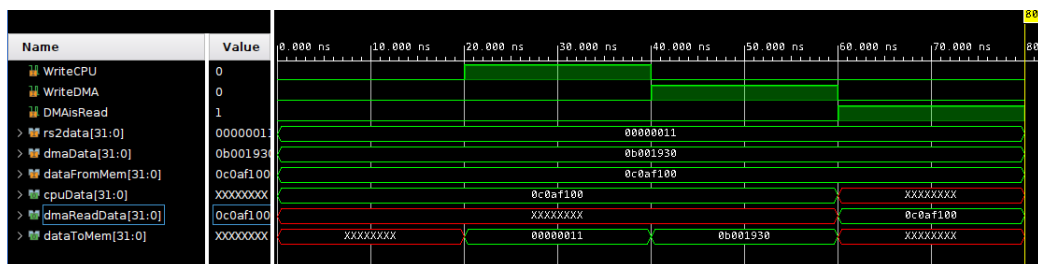 80
Name Value 0.000 ns 10.000 ns 20.000 ns 30.000 ns 40.000 ns 50.000 ns 60.000 ns 70.000 ns 80
WriteCPU 0
WriteDMA 0
DMAisRead 1
rs2data[31:0] 00000011 00000011
dmaData[31:0] 0b001930 0b001930
dataFromMem[31:0] 0c0af100 0c0af100
cpuData[31:0] XXXXXXXX 0c0af100 XXXXXXXX
dmaReadData[31:0] 0c0af100 XXXXXXXX 0c0af100
dataToMem[31:0] XXXXXXXX XXXXXXXX 00000011 0b001930 XXXXXXXX